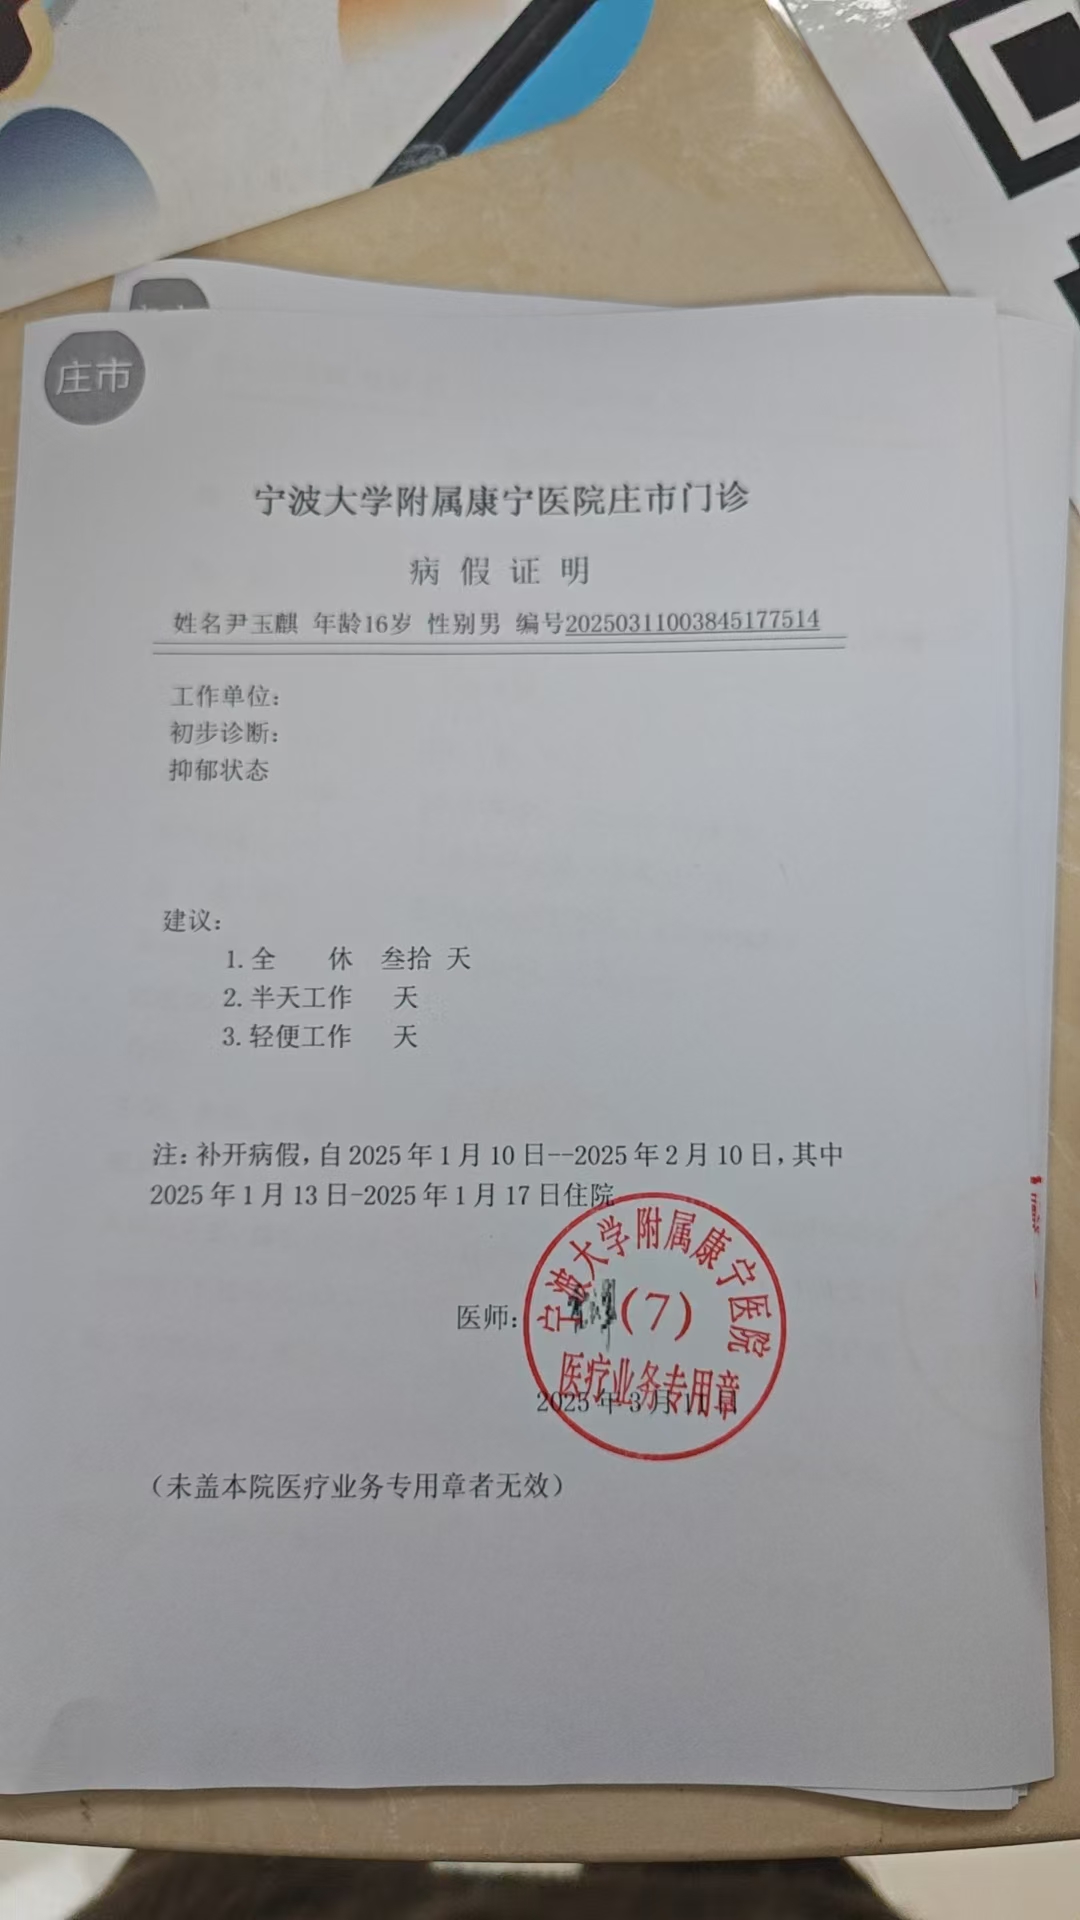 庄市
宁波大学附属康宁医院庄市门诊
病 假 证 明
姓名尹玉麒 年龄16岁 性别男 编号20250311003845177514
工作单位:
初步诊断:
抑郁状态
建议:
1.全 休 叁拾 天
2.半天工作 天
3.轻便工作 天
注:补开病假,自2025年1月10日--2025年2月10日,其中
2025年1月13日-2025年1月17日住院
宁波大学附属康宁医院
医师:
(7)
医疗业务专用章
2025年3月11日
(未盖本院医疗业务专用章者无效)